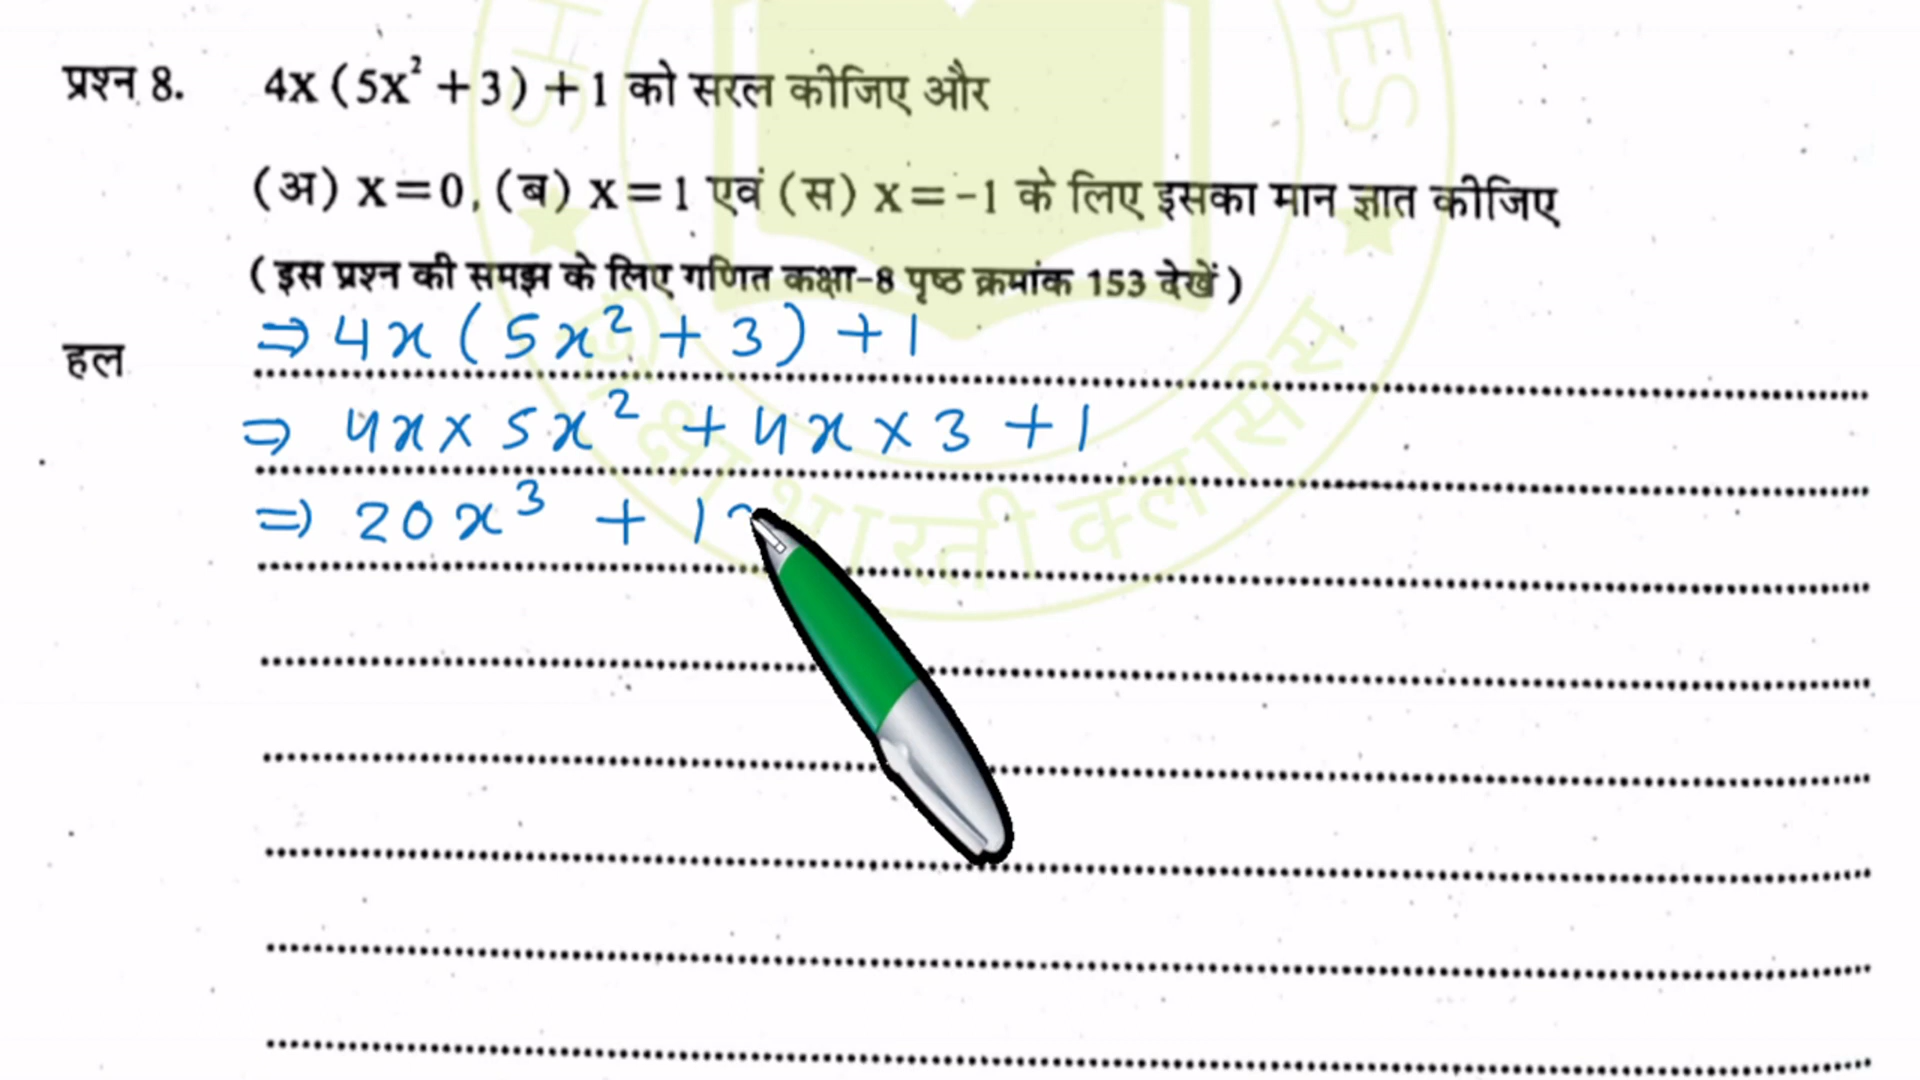 प्रश्न 8. 4x (5x² + 3) + 1 को सरल कीजिए और
(अ) x=0, (ब) x=1 एवं (स) x=-1 के लिए इसका मान ज्ञात कीजिए
(इस प्रश्न की समझ के लिए गणित कक्षा-8 पृष्ठ क्रमांक 153 देखें)
हल ⇒ 4x (5x² + 3) + 1
⇒ 4x × 5x² + 4x × 3 + 1
⇒ 20x³ + 1
क्लासेस